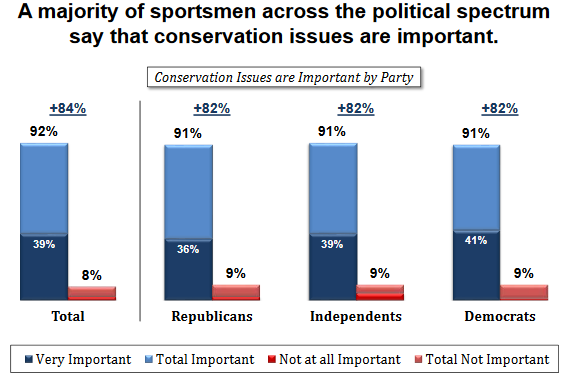 A majority of sportsmen across the political spectrum
say that conservation issues are important.
Conservation Issues are Important by Party
+84% +82% +82% +82%
92% 91% 91% 91%
39% 36% 39% 41%
8% 9% 9% 9%
Total Republicans Independents Democrats
Very Important Total Important Not at all Important Total Not Important